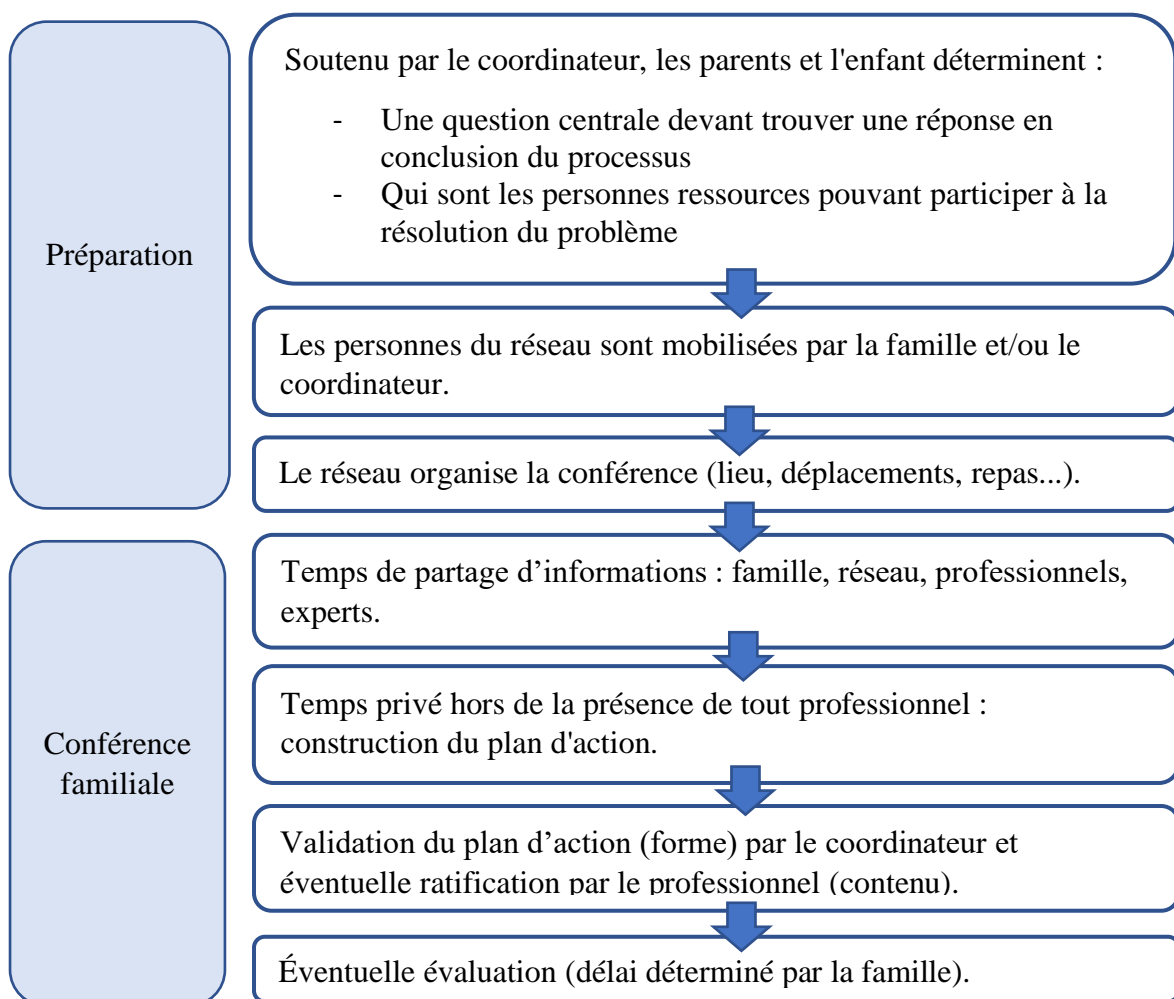 Préparation
Soutenu par le coordinateur, les parents et l'enfant déterminent :
- Une question centrale devant trouver une réponse en
conclusion du processus
- Qui sont les personnes ressources pouvant participer à la
résolution du problème
Les personnes du réseau sont mobilisées par la famille et/ou le
coordinateur.
Le réseau organise la conférence (lieu, déplacements, repas...).
Conférence
familiale
Temps de partage d’informations : famille, réseau, professionnels,
experts.
Temps privé hors de la présence de tout professionnel :
construction du plan d'action.
Validation du plan d’action (forme) par le coordinateur et
éventuelle ratification par le professionnel (contenu).
Éventuelle évaluation (délai déterminé par la famille).